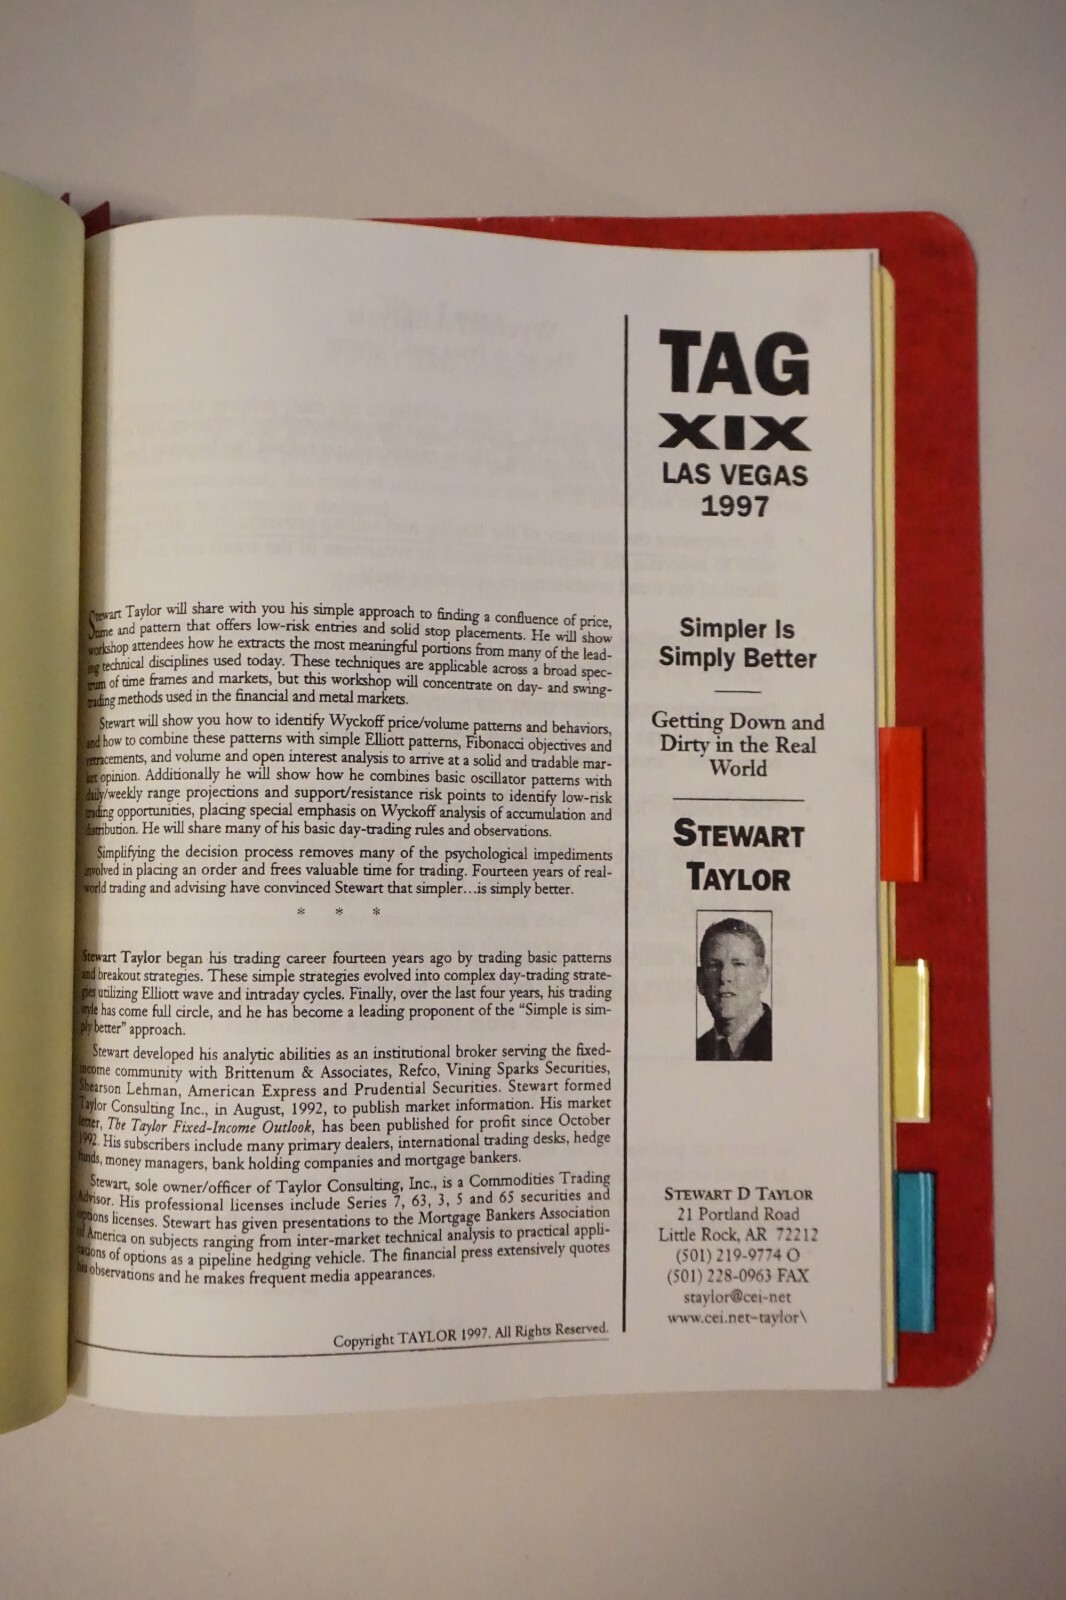 Stewart Taylor will share with you his simple approach to finding a confluence of price,
time and pattern that offers low-risk entries and solid stop placements. He will show
workshop attendees how he extracts the most meaningful portions from many of the lead-
ing technical disciplines used today. These techniques are applicable across a broad spec-
trum of time frames and markets, but this workshop will concentrate on day- and swing-
trading methods used in the financial and metal markets.
Stewart will show you how to identify Wyckoff price/volume patterns and behaviors,
and how to combine these patterns with simple Elliott patterns, Fibonacci objectives and
retracements, and volume and open interest analysis to arrive at a solid and tradable mar-
ket opinion. Additionally he will show how he combines basic oscillator patterns with
daily/weekly range projections and support/resistance risk points to identify low-risk
trading opportunities, placing special emphasis on Wyckoff analysis of accumulation and
distribution. He will share many of his basic day-trading rules and observations.
Simplifying the decision process removes many of the psychological impediments
involved in placing an order and frees valuable time for trading. Fourteen years of real-
world trading and advising have convinced Stewart that simpler...is simply better.
* * *
Stewart Taylor began his trading career fourteen years ago by trading basic patterns
and breakout strategies. These simple strategies evolved into complex day-trading strate-
gies utilizing Elliott wave and intraday cycles. Finally, over the last four years, his trading
style has come full circle, and he has become a leading proponent of the “Simple is sim-
ply better” approach.
Stewart developed his analytic abilities as an institutional broker serving the fixed-
income community with Brittenum & Associates, Refco, Vining Sparks Securities,
Shearson Lehman, American Express and Prudential Securities. Stewart formed
Taylor Consulting Inc., in August, 1992, to publish market information. His market
letter, The Taylor Fixed-Income Outlook, has been published for profit since October
1992. His subscribers include many primary dealers, international trading desks, hedge
funds, money managers, bank holding companies and mortgage bankers.
Stewart, sole owner/officer of Taylor Consulting, Inc., is a Commodities Trading
Advisor. His professional licenses include Series 7, 63, 3, 5 and 65 securities and
options licenses. Stewart has given presentations to the Mortgage Bankers Association
of America on subjects ranging from inter-market technical analysis to practical appli-
cations of options as a pipeline hedging vehicle. The financial press extensively quotes
his observations and he makes frequent media appearances.
Copyright TAYLOR 1997. All Rights Reserved.
TAG
XIX
LAS VEGAS
1997
Simpler Is
Simply Better
Getting Down and
Dirty in the Real
World
STEWART
TAYLOR
STEWART D TAYLOR
21 Portland Road
Little Rock, AR 72212
(501) 219-9774 O
(501) 228-0963 FAX
staylor@cei-net
www.cei.net-taylor\